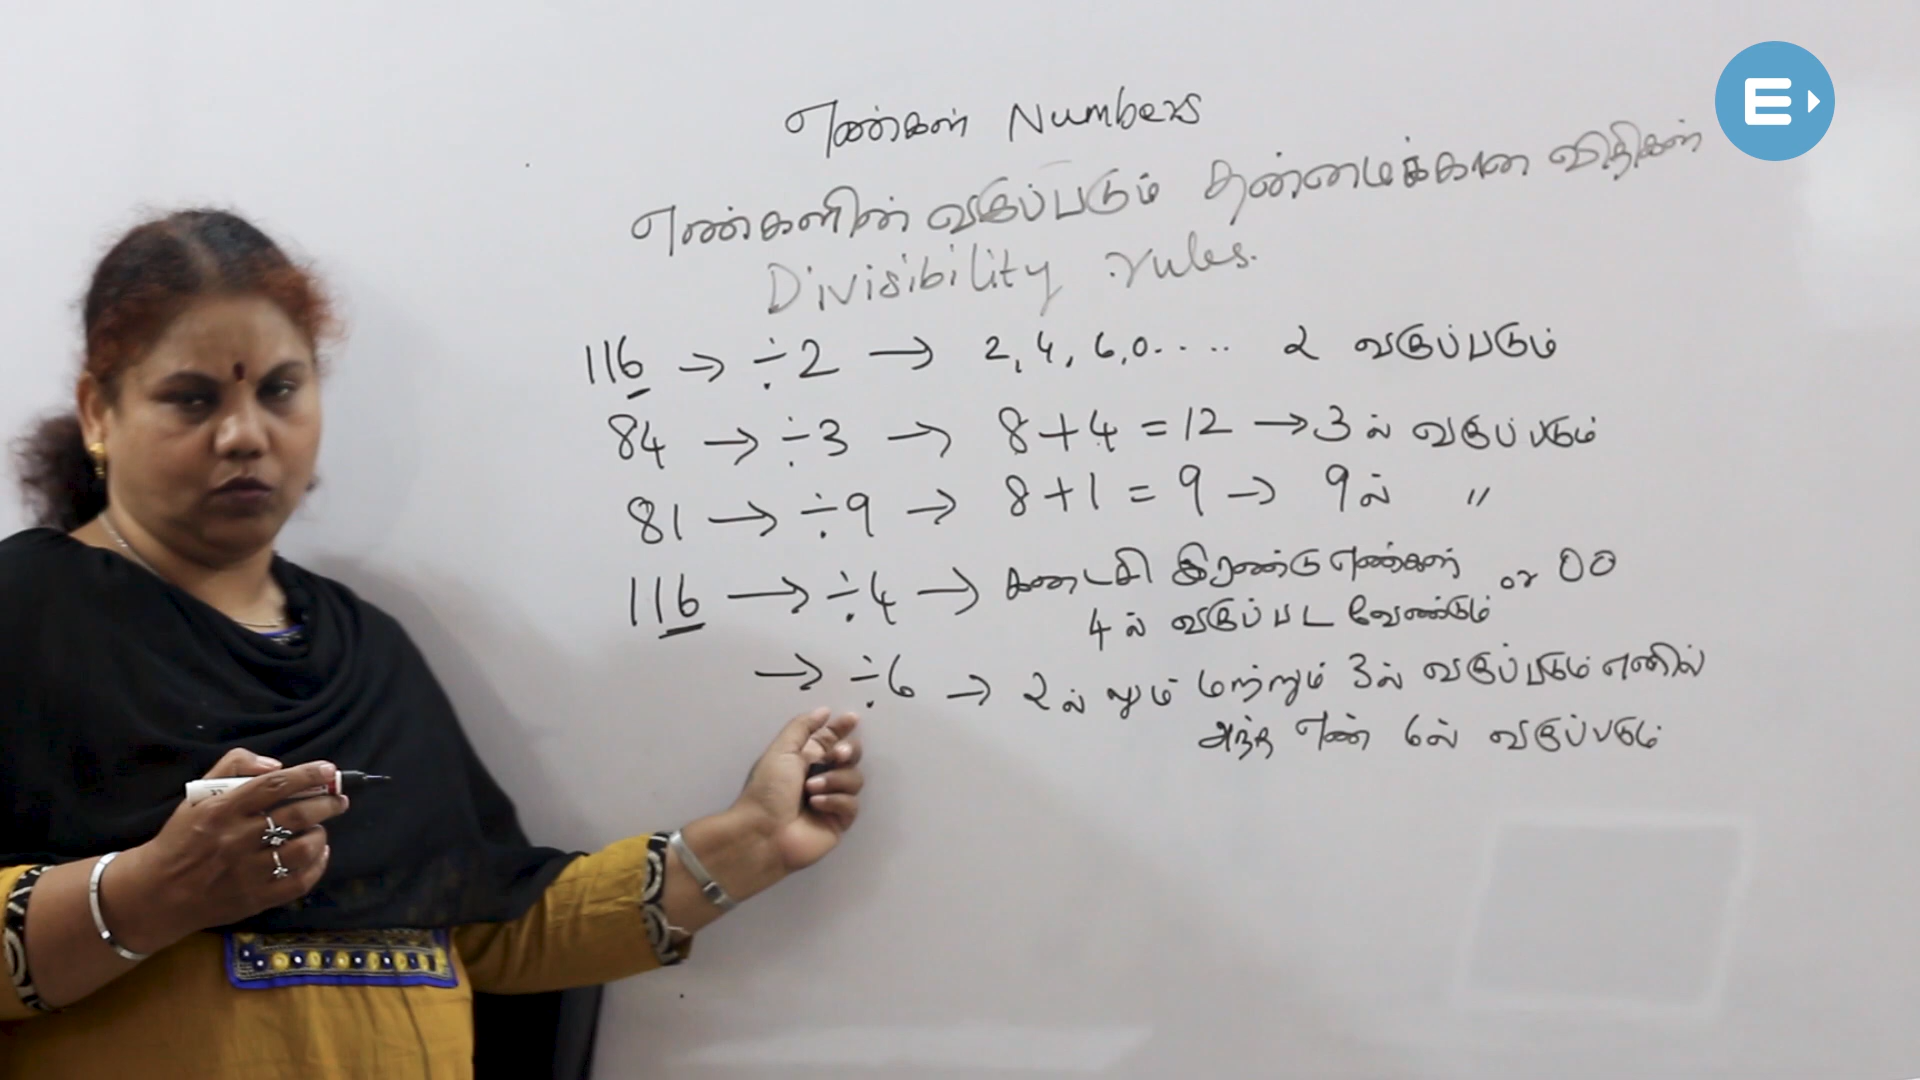 எண்கள் Numbers
எண்களின் வகுப்படும் தன்மைக்கான விதிகள்
Divisibility rules.
116 → ÷2 → 2, 4, 6, 0..... 2 வகுப்படும்
84 → ÷3 → 8+4 = 12 → 3 ல் வகுப்படும்
81 → ÷9 → 8+1 = 9 → 9ல் "
116 → ÷4 → கடைசி இரண்டு எண்கள் or 00
4 ல் வகுப்பட வேண்டும்
→ ÷6 → 2ல் லும் மற்றும் 3ல் வகுப்படும் எனில்
அந்த எண் 6ல் வகுப்படும்
E